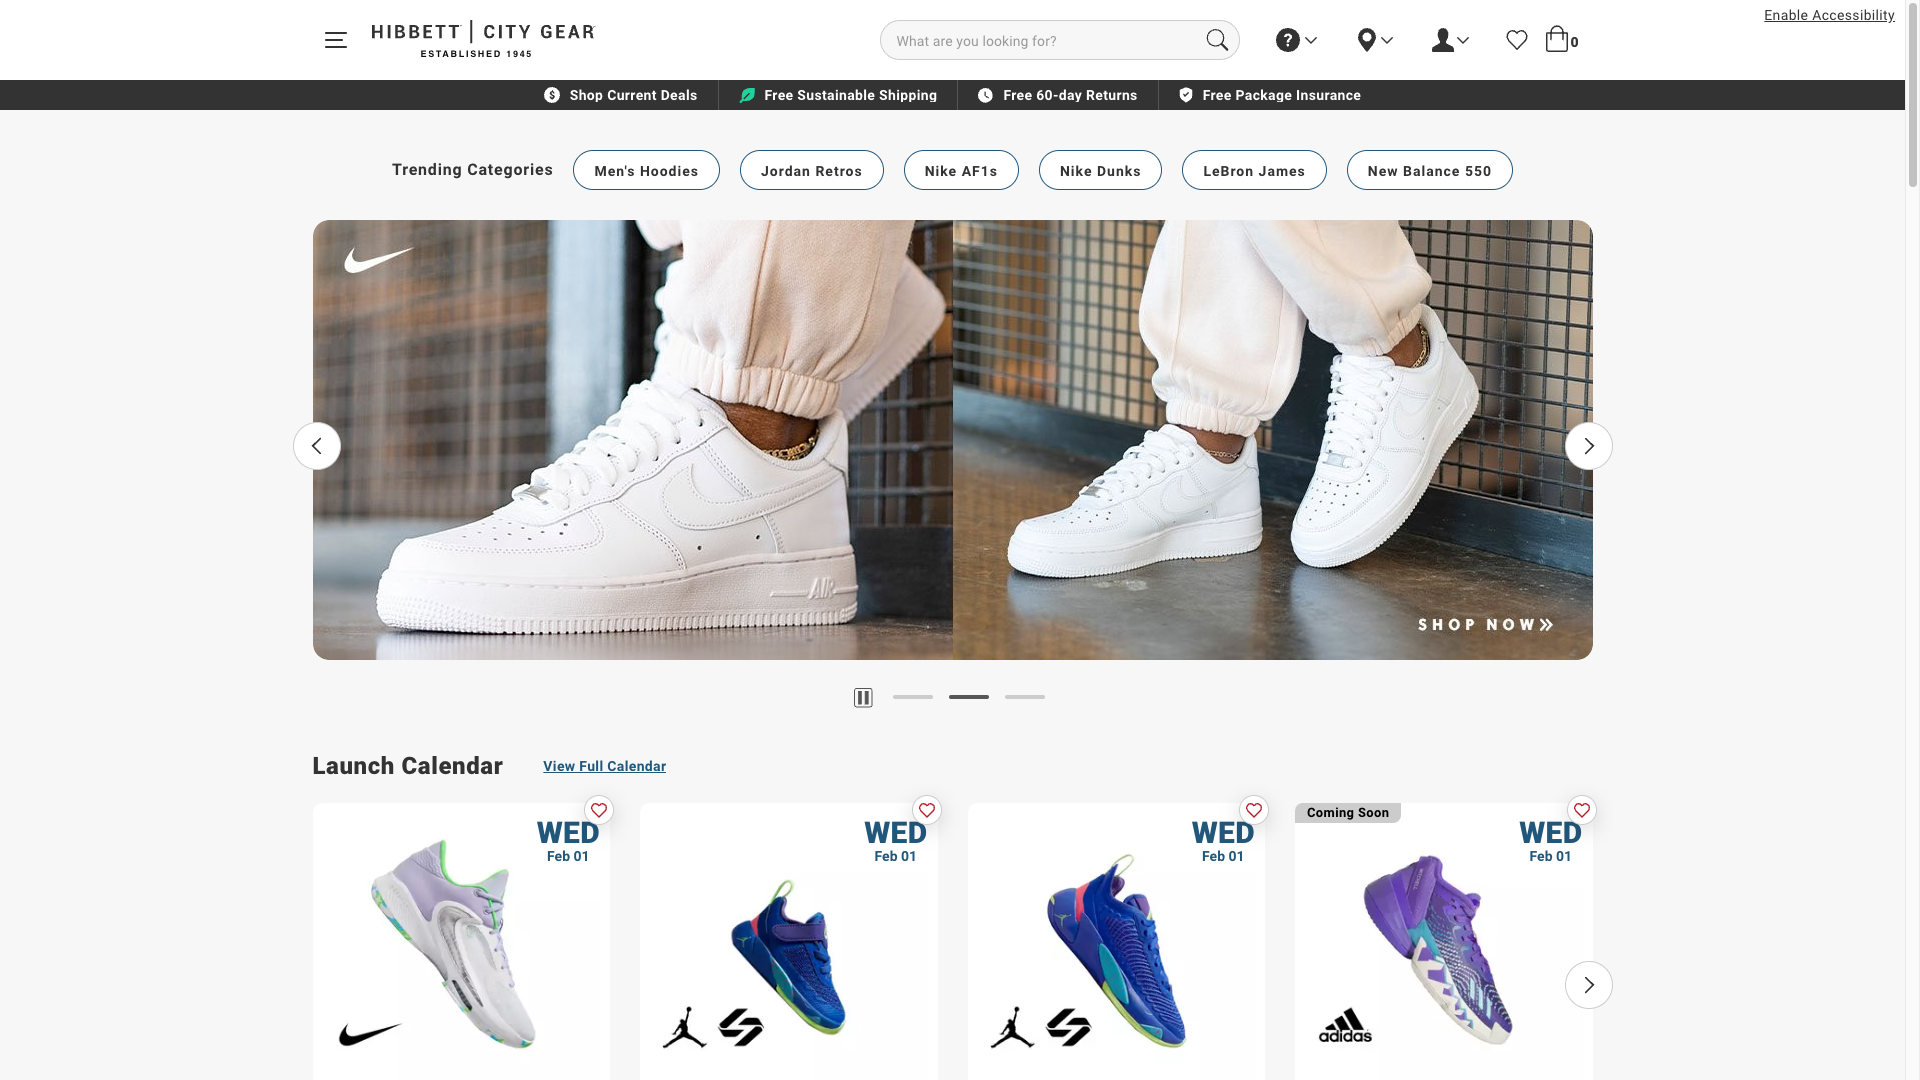 Enable Accessibility
HIBBETT | CITY GEAR
ESTABLISHED 1945
What are you looking for?
?
0
$ Shop Current Deals
Free Sustainable Shipping
Free 60-day Returns
Free Package Insurance
Trending Categories
Men's Hoodies
Jordan Retros
Nike AF1s
Nike Dunks
LeBron James
New Balance 550
AIR
SHOP NOW
Launch Calendar
View Full Calendar
WED
Feb 01
WED
Feb 01
WED
Feb 01
Coming Soon
WED
Feb 01
adidas